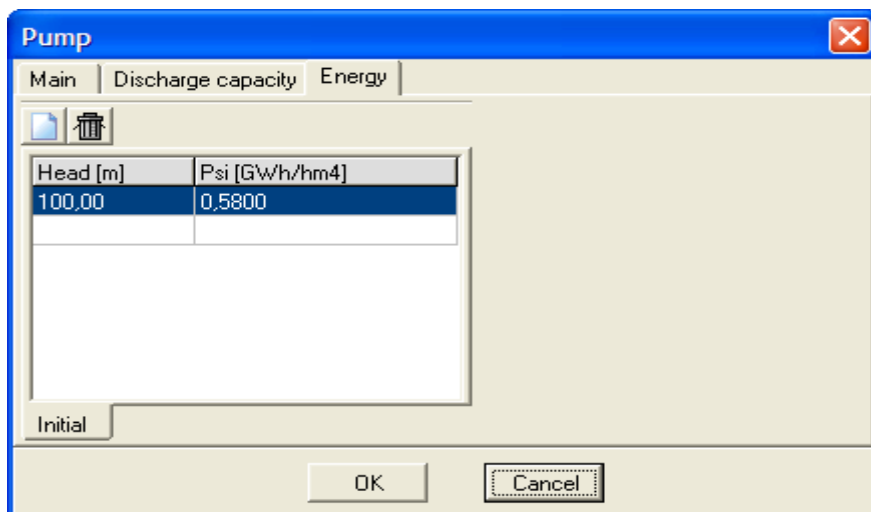 Pump
Main Discharge capacity Energy
Head [m] Psi [GWh/hm4]
100,00 0,5800
Initial
OK Cancel